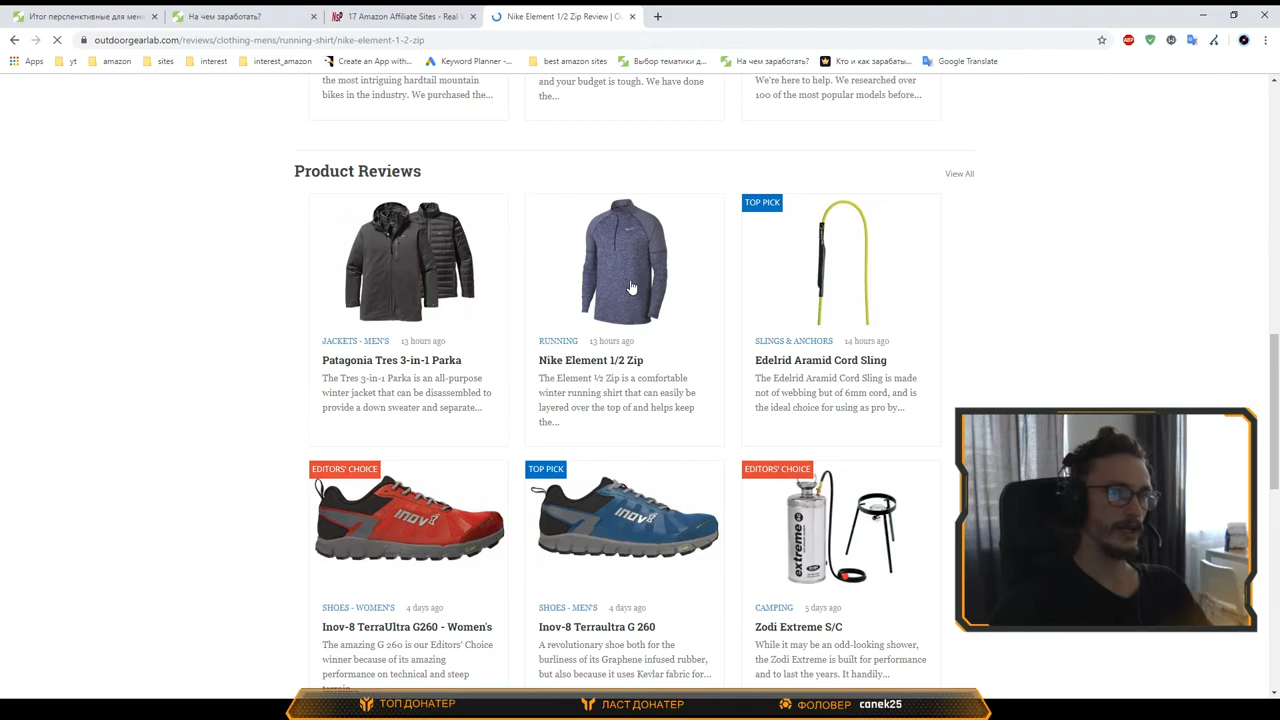 Итог перспективные для мен
На чем заработать?
17 Amazon Affiliate Sites - Real
Nike Element 1/2 Zip Review | O
outdoorgearlab.com/reviews/clothing-mens/running-shirt/nike-element-1-2-zip
Apps
yt
amazon
sites
interest
interest_amazon
Create an App with...
Keyword Planner -...
best amazon sites
Выбор тематики д...
На чем заработать?
Кто и как зарабаты...
Google Translate
the most intriguing hardtail mountain
bikes in the industry. We purchased the...
and your budget is tough. We have done
the...
We're here to help. We researched over
100 of the most popular models before...
Product Reviews
View All
JACKETS - MEN'S 13 hours ago
Patagonia Tres 3-in-1 Parka
The Tres 3-in-1 Parka is an all-purpose
winter jacket that can be disassembled to
provide a down sweater and separate...
RUNNING 13 hours ago
Nike Element 1/2 Zip
The Element ½ Zip is a comfortable
winter running shirt that can easily be
layered over the top of and helps keep
the...
TOP PICK
SLINGS & ANCHORS 14 hours ago
Edelrid Aramid Cord Sling
The Edelrid Aramid Cord Sling is made
not of webbing but of 6mm cord, and is
the ideal choice for using as pro by...
EDITORS' CHOICE
INOV8
SHOES - WOMEN'S 4 days ago
Inov-8 TerraUltra G260 - Women's
The amazing G 260 is our Editors' Choice
winner because of its amazing
performance on technical and steep
terrain...
TOP PICK
INOV8
SHOES - MEN'S 4 days ago
Inov-8 Terraultra G 260
A revolutionary shoe both for the
burliness of its Graphene infused rubber,
but also because it uses Kevlar fabric for...
EDITORS' CHOICE
extreme
CAMPING 5 days ago
Zodi Extreme S/C
While it may be an odd-looking shower,
the Zodi Extreme is built for performance
and to last the years. It handily...
ТОП ДОНАТЕР
ЛАСТ ДОНАТЕР
ФОЛОВЕР canek25